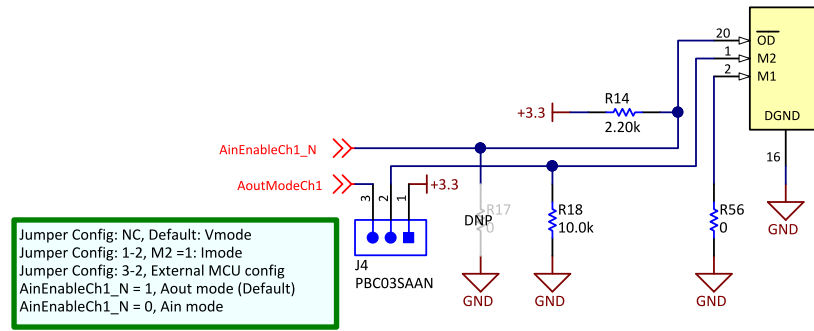 20
OD
1
M2
2
M1
R14
+3.3
2.20k
DGND
AinEnableCh1_N
16
AoutModeCh1
+3.3
3
2
1
R17
DNP
0
R18
10.0k
R56
0
GND
Jumper Config: NC, Default: Vmode
Jumper Config: 1-2, M2 =1: Imode
Jumper Config: 3-2, External MCU config
AinEnableCh1_N = 1, Aout mode (Default)
AinEnableCh1_N = 0, Ain mode
J4
PBC03SAAN
GND
GND
GND